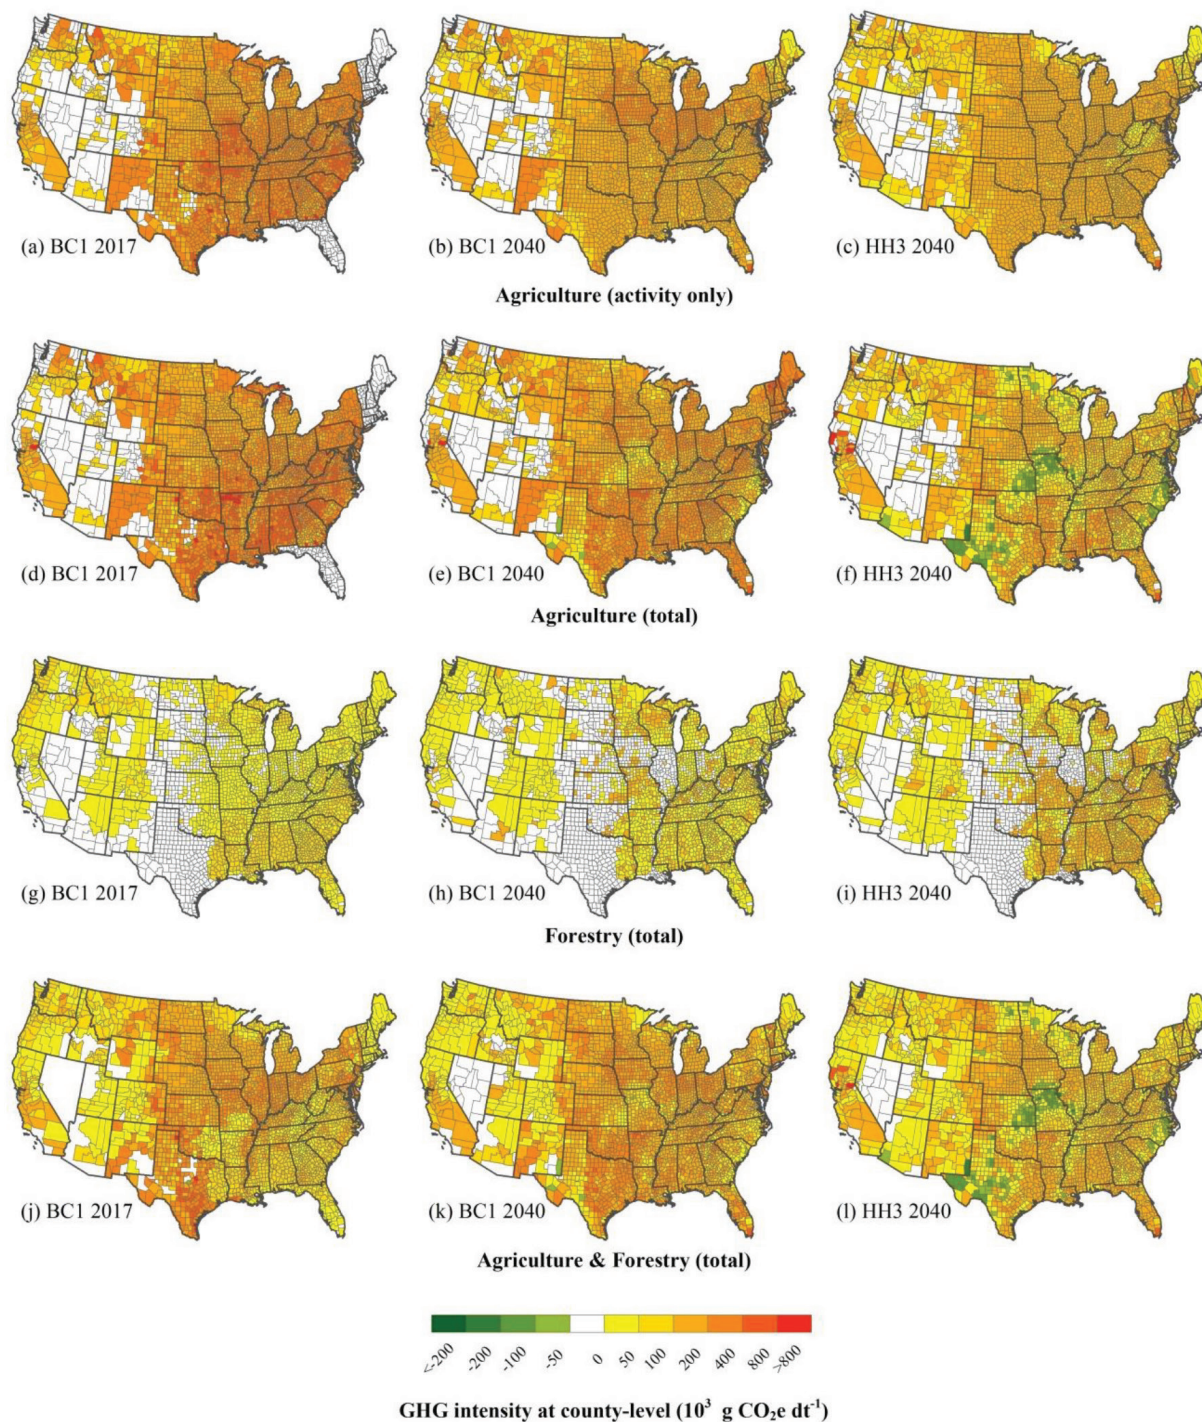 (a) BC1 2017
(b) BC1 2040
(c) HH3 2040
Agriculture (activity only)
(d) BC1 2017
(e) BC1 2040
(f) HH3 2040
Agriculture (total)
(g) BC1 2017
(h) BC1 2040
(i) HH3 2040
Forestry (total)
(j) BC1 2017
(k) BC1 2040
(l) HH3 2040
Agriculture & Forestry (total)
<-200 -200 -100 -50 0 50 100 200 400 800 >800
GHG intensity at county-level (10³ g CO₂e dt⁻¹)